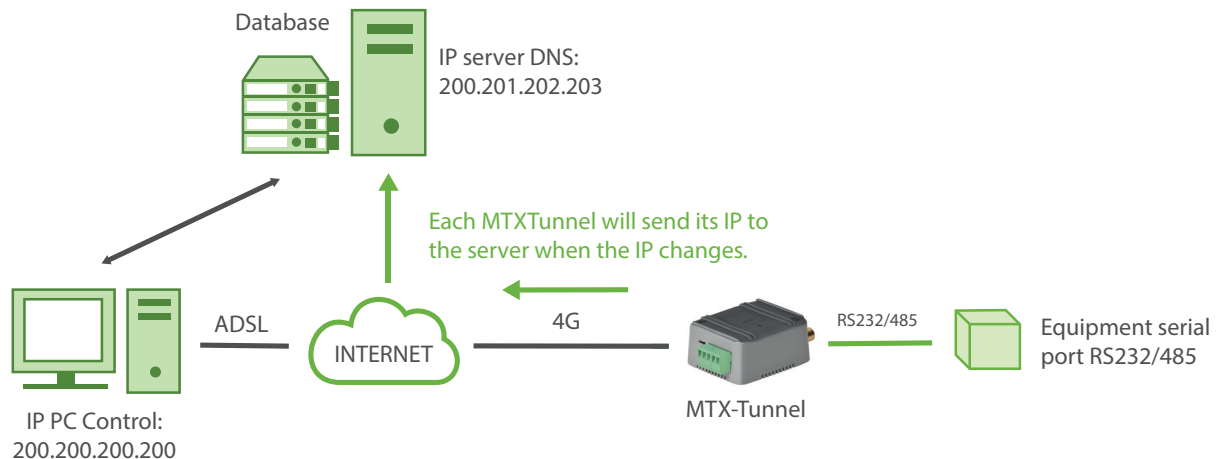 Database
IP server DNS:
200.201.202.203
Each MTXTunnel will send its IP to
the server when the IP changes.
ADSL
INTERNET
4G
RS232/485
Equipment serial
port RS232/485
MTX-Tunnel
IP PC Control:
200.200.200.200